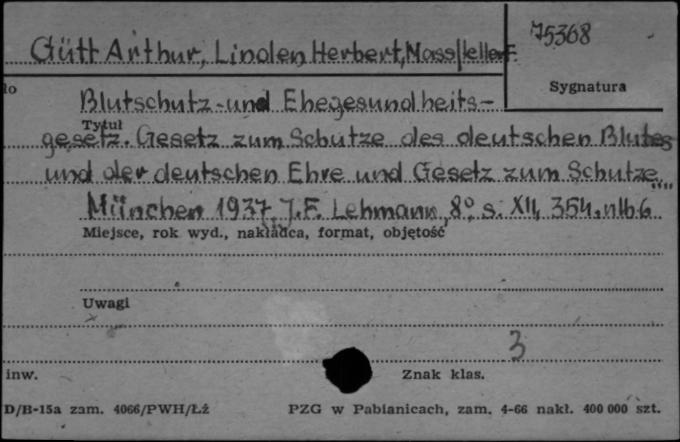 75368
Gütt Arthur, Linden Herbert, Massfeller F.
Sygnatura
Blutschutz- und Ehegesundheits-
Tytuł
gesetz. Gesetz zum Schutze des deutschen Blutes
und der deutschen Ehre und Gesetz zum Schutze „"
München 1937, J.F. Lehmann, 8° s. XII, 354, nlb 6
Miejsce, rok wyd., nakładca, format, objętość
Uwagi
3
inw. Znak klas.
D/B-15a zam. 4066/PWH/Łż PZG w Pabianicach, zam. 4-66 nakł. 400 000 szt.